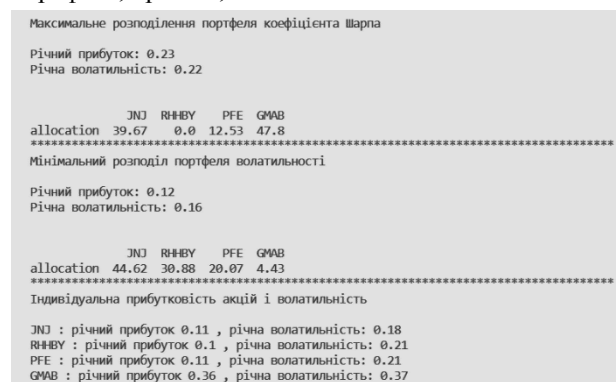 Максимальне розподілення портфеля коефіцієнта Шарпа
Річний прибуток: 0.23
Річна волатильність: 0.22
JNJ RHHBY PFE GMAB
allocation 39.67 0.0 12.53 47.8
********************************************************************************
Мінімальний розподіл портфеля волатильності
Річний прибуток: 0.12
Річна волатильність: 0.16
JNJ RHHBY PFE GMAB
allocation 44.62 30.88 20.07 4.43
********************************************************************************
Індивідуальна прибутковість акцій і волатильність
JNJ : річний прибуток 0.11 , річна волатильність: 0.18
RHHBY : річний прибуток 0.1 , річна волатильність: 0.21
PFE : річний прибуток 0.11 , річна волатильність: 0.21
GMAB : річний прибуток 0.36 , річна волатильність: 0.37